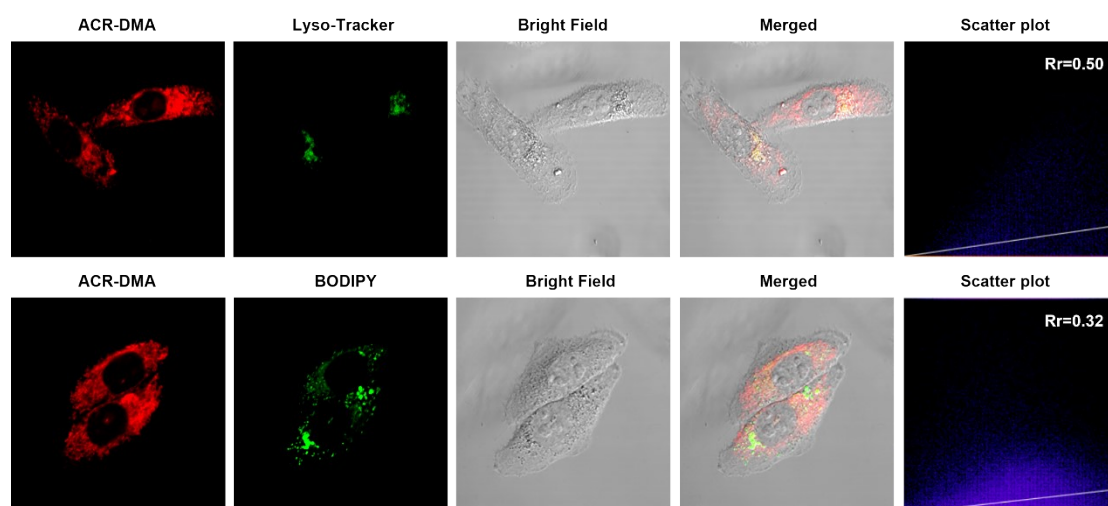 ACR-DMA Lyso-Tracker Bright Field Merged Scatter plot
Rr=0.50
ACR-DMA BODIPY Bright Field Merged Scatter plot
Rr=0.32